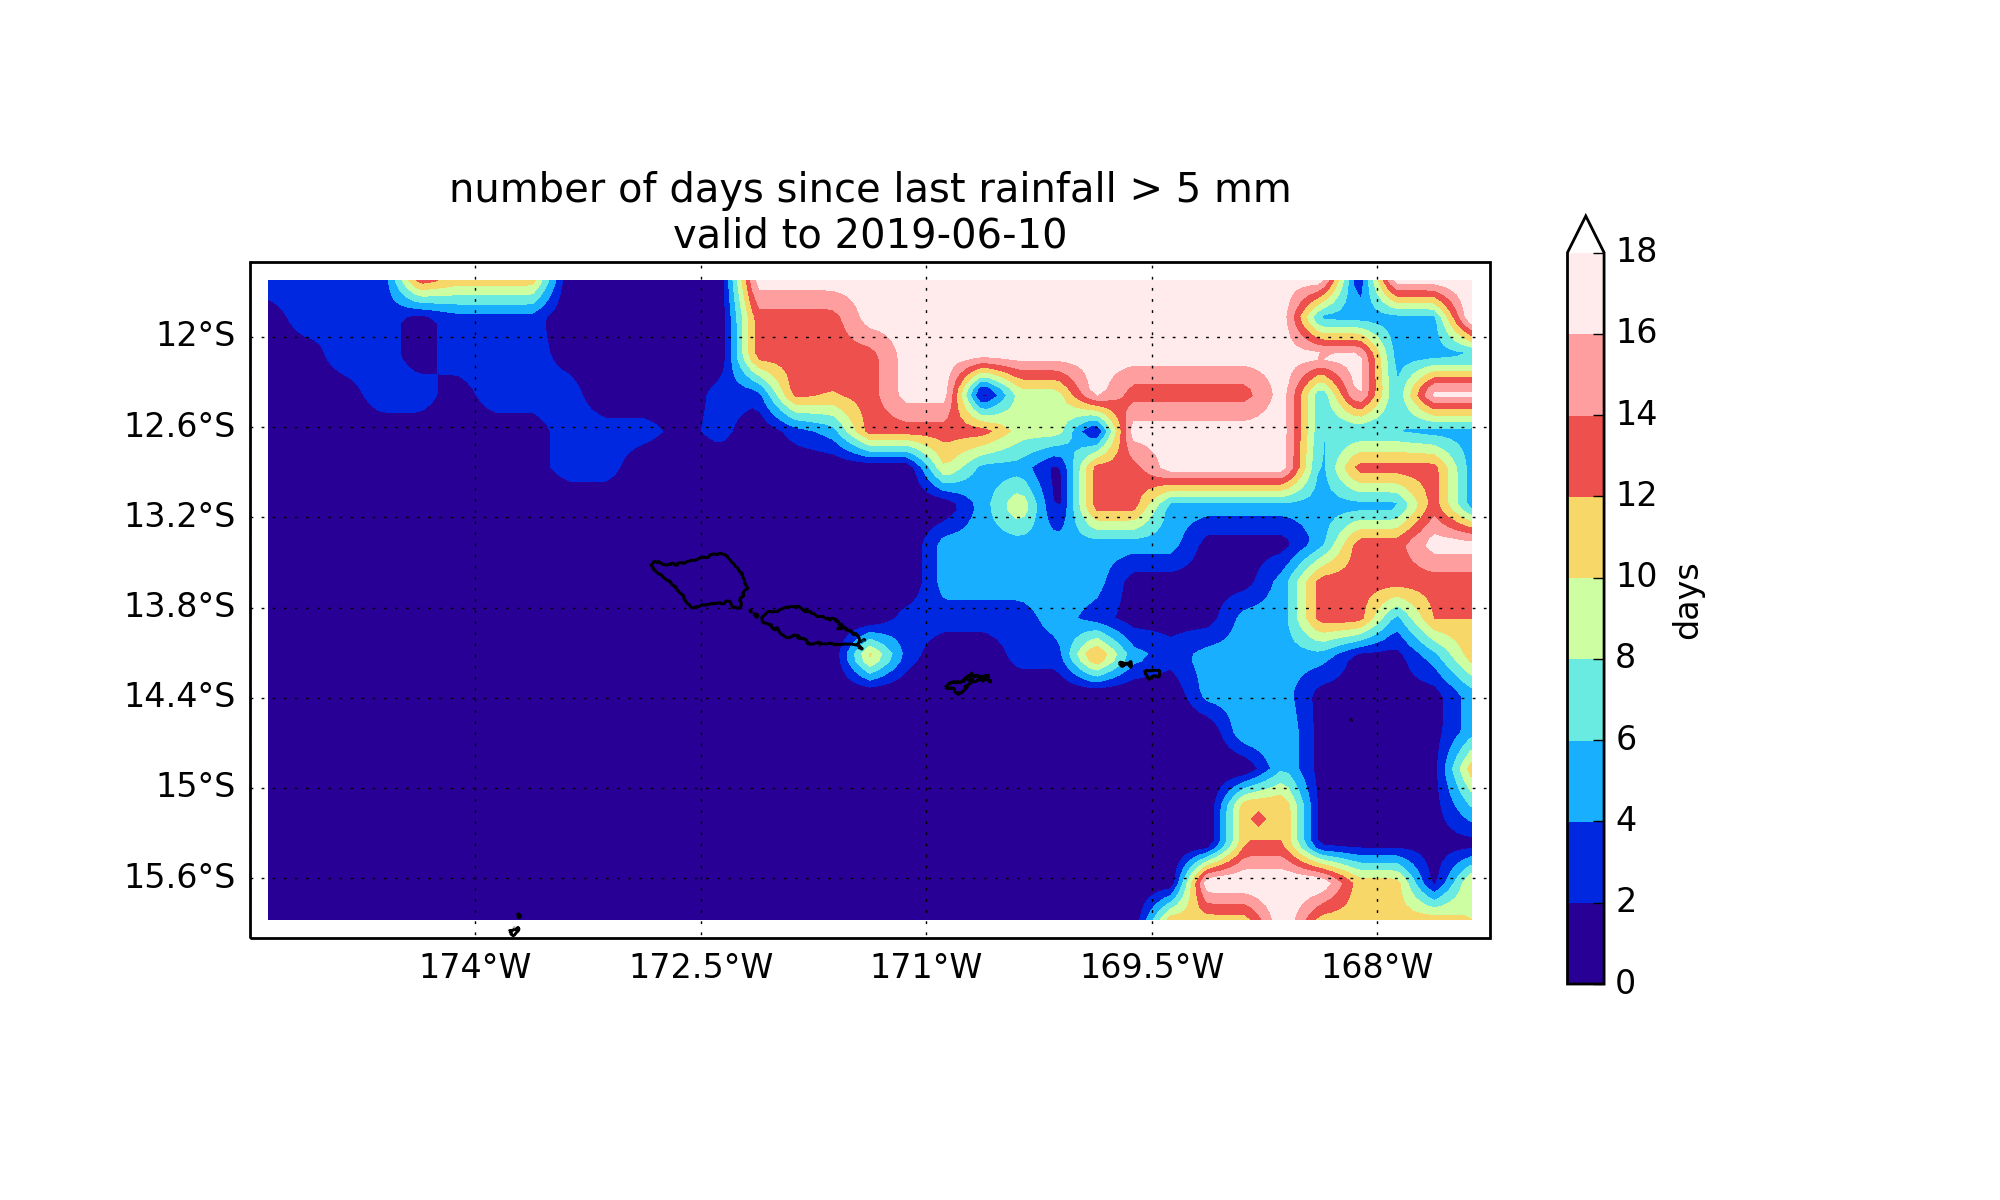 number of days since last rainfall > 5 mm
valid to 2019-06-10
12°S
12.6°S
13.2°S
13.8°S
14.4°S
15°S
15.6°S
174°W
172.5°W
171°W
169.5°W
168°W
18
16
14
12
10
8
6
4
2
0
days